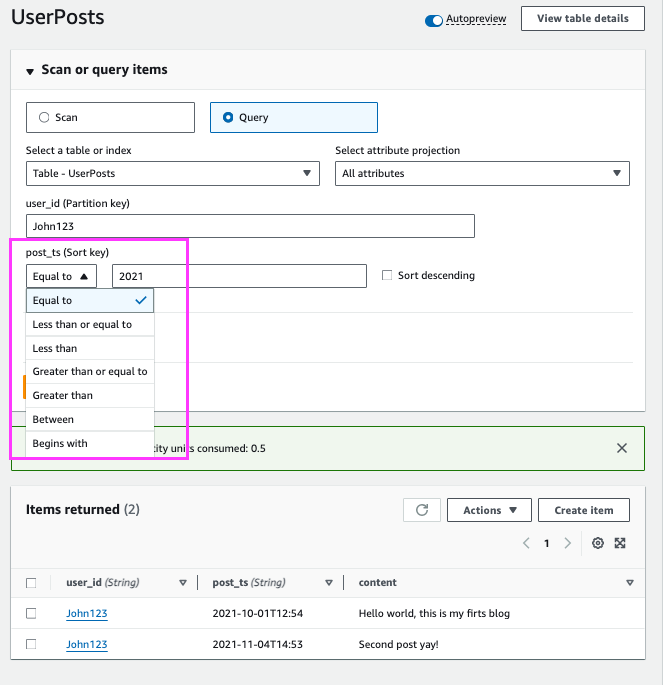 UserPosts
Autopreview
View table details
Scan or query items
Scan
Query
Select a table or index
Select attribute projection
Table - UserPosts
All attributes
user_id (Partition key)
John123
post_ts (Sort key)
Equal to
2021
Sort descending
Equal to
Less than or equal to
Less than
Greater than or equal to
Greater than
Between
Begins with
city units consumed: 0.5
Items returned (2)
Actions
Create item
1
user_id (String)
post_ts (String)
content
John123
2021-10-01T12:54
Hello world, this is my firts blog
John123
2021-11-04T14:53
Second post yay!